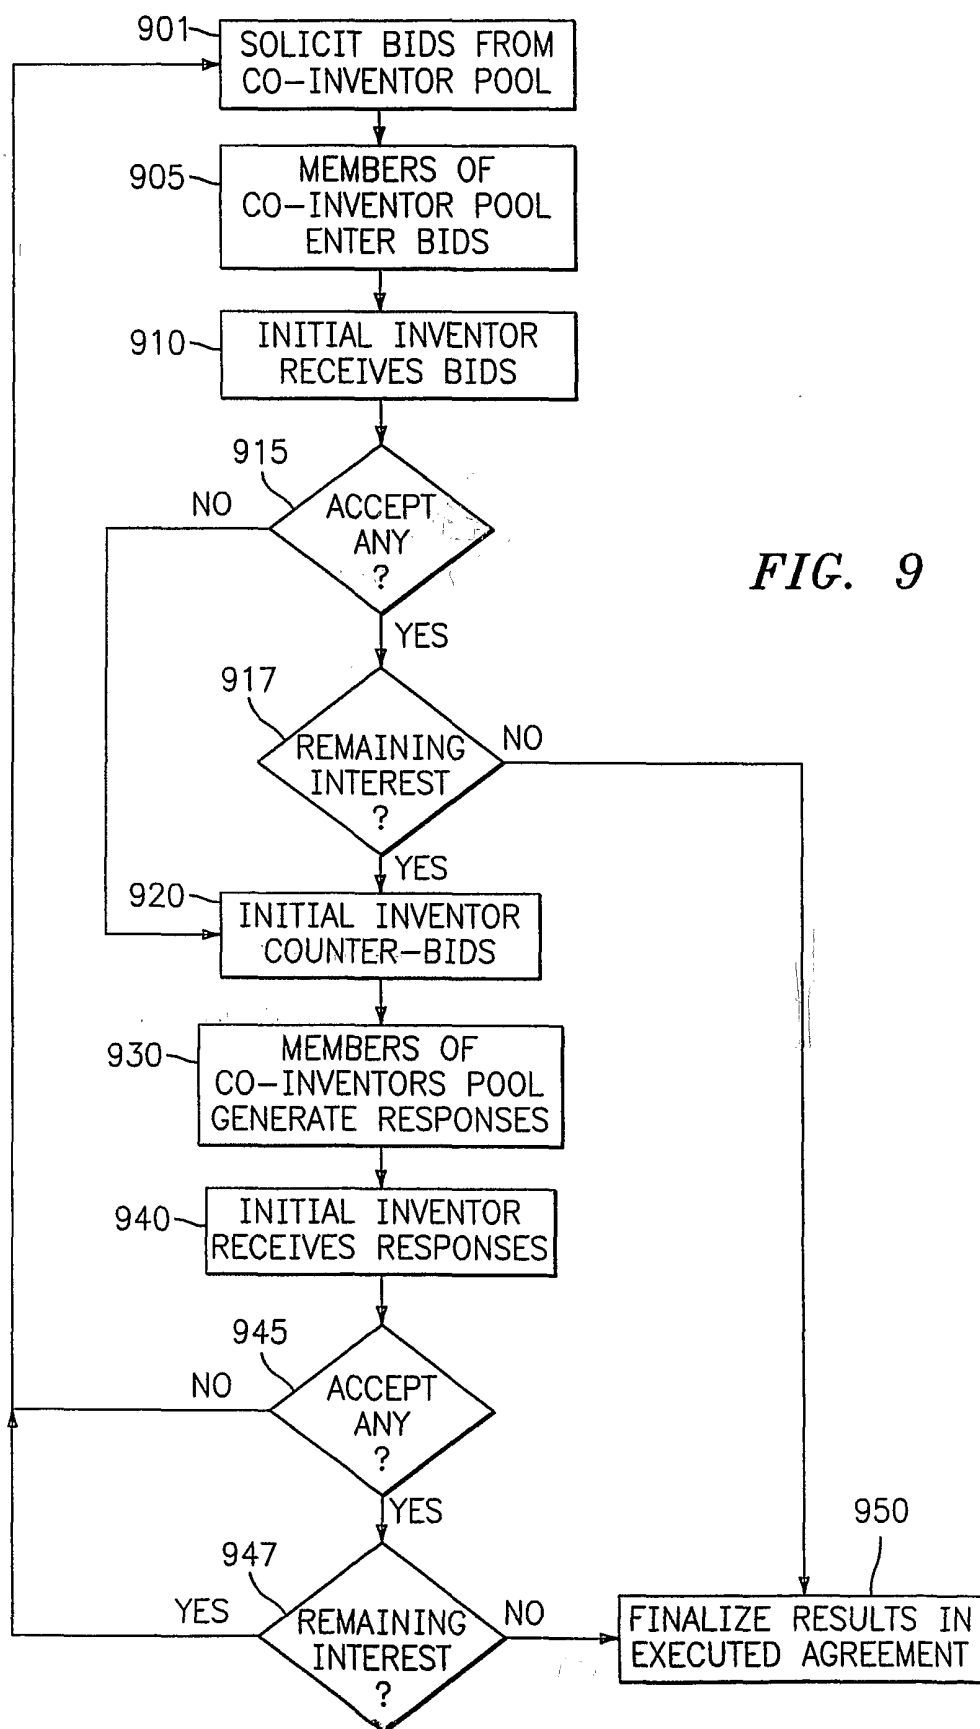 901
SOLICIT BIDS FROM
CO-INVENTOR POOL
905
MEMBERS OF
CO-INVENTOR POOL
ENTER BIDS
910
INITIAL INVENTOR
RECEIVES BIDS
915
NO
ACCEPT
ANY
?
FIG. 9
YES
917
REMAINING
INTEREST
?
NO
YES
920
INITIAL INVENTOR
COUNTER-BIDS
930
MEMBERS OF
CO-INVENTORS POOL
GENERATE RESPONSES
940
INITIAL INVENTOR
RECEIVES RESPONSES
945
NO
ACCEPT
ANY
?
YES
947
YES
REMAINING
INTEREST
?
NO
950
FINALIZE RESULTS IN
EXECUTED AGREEMENT